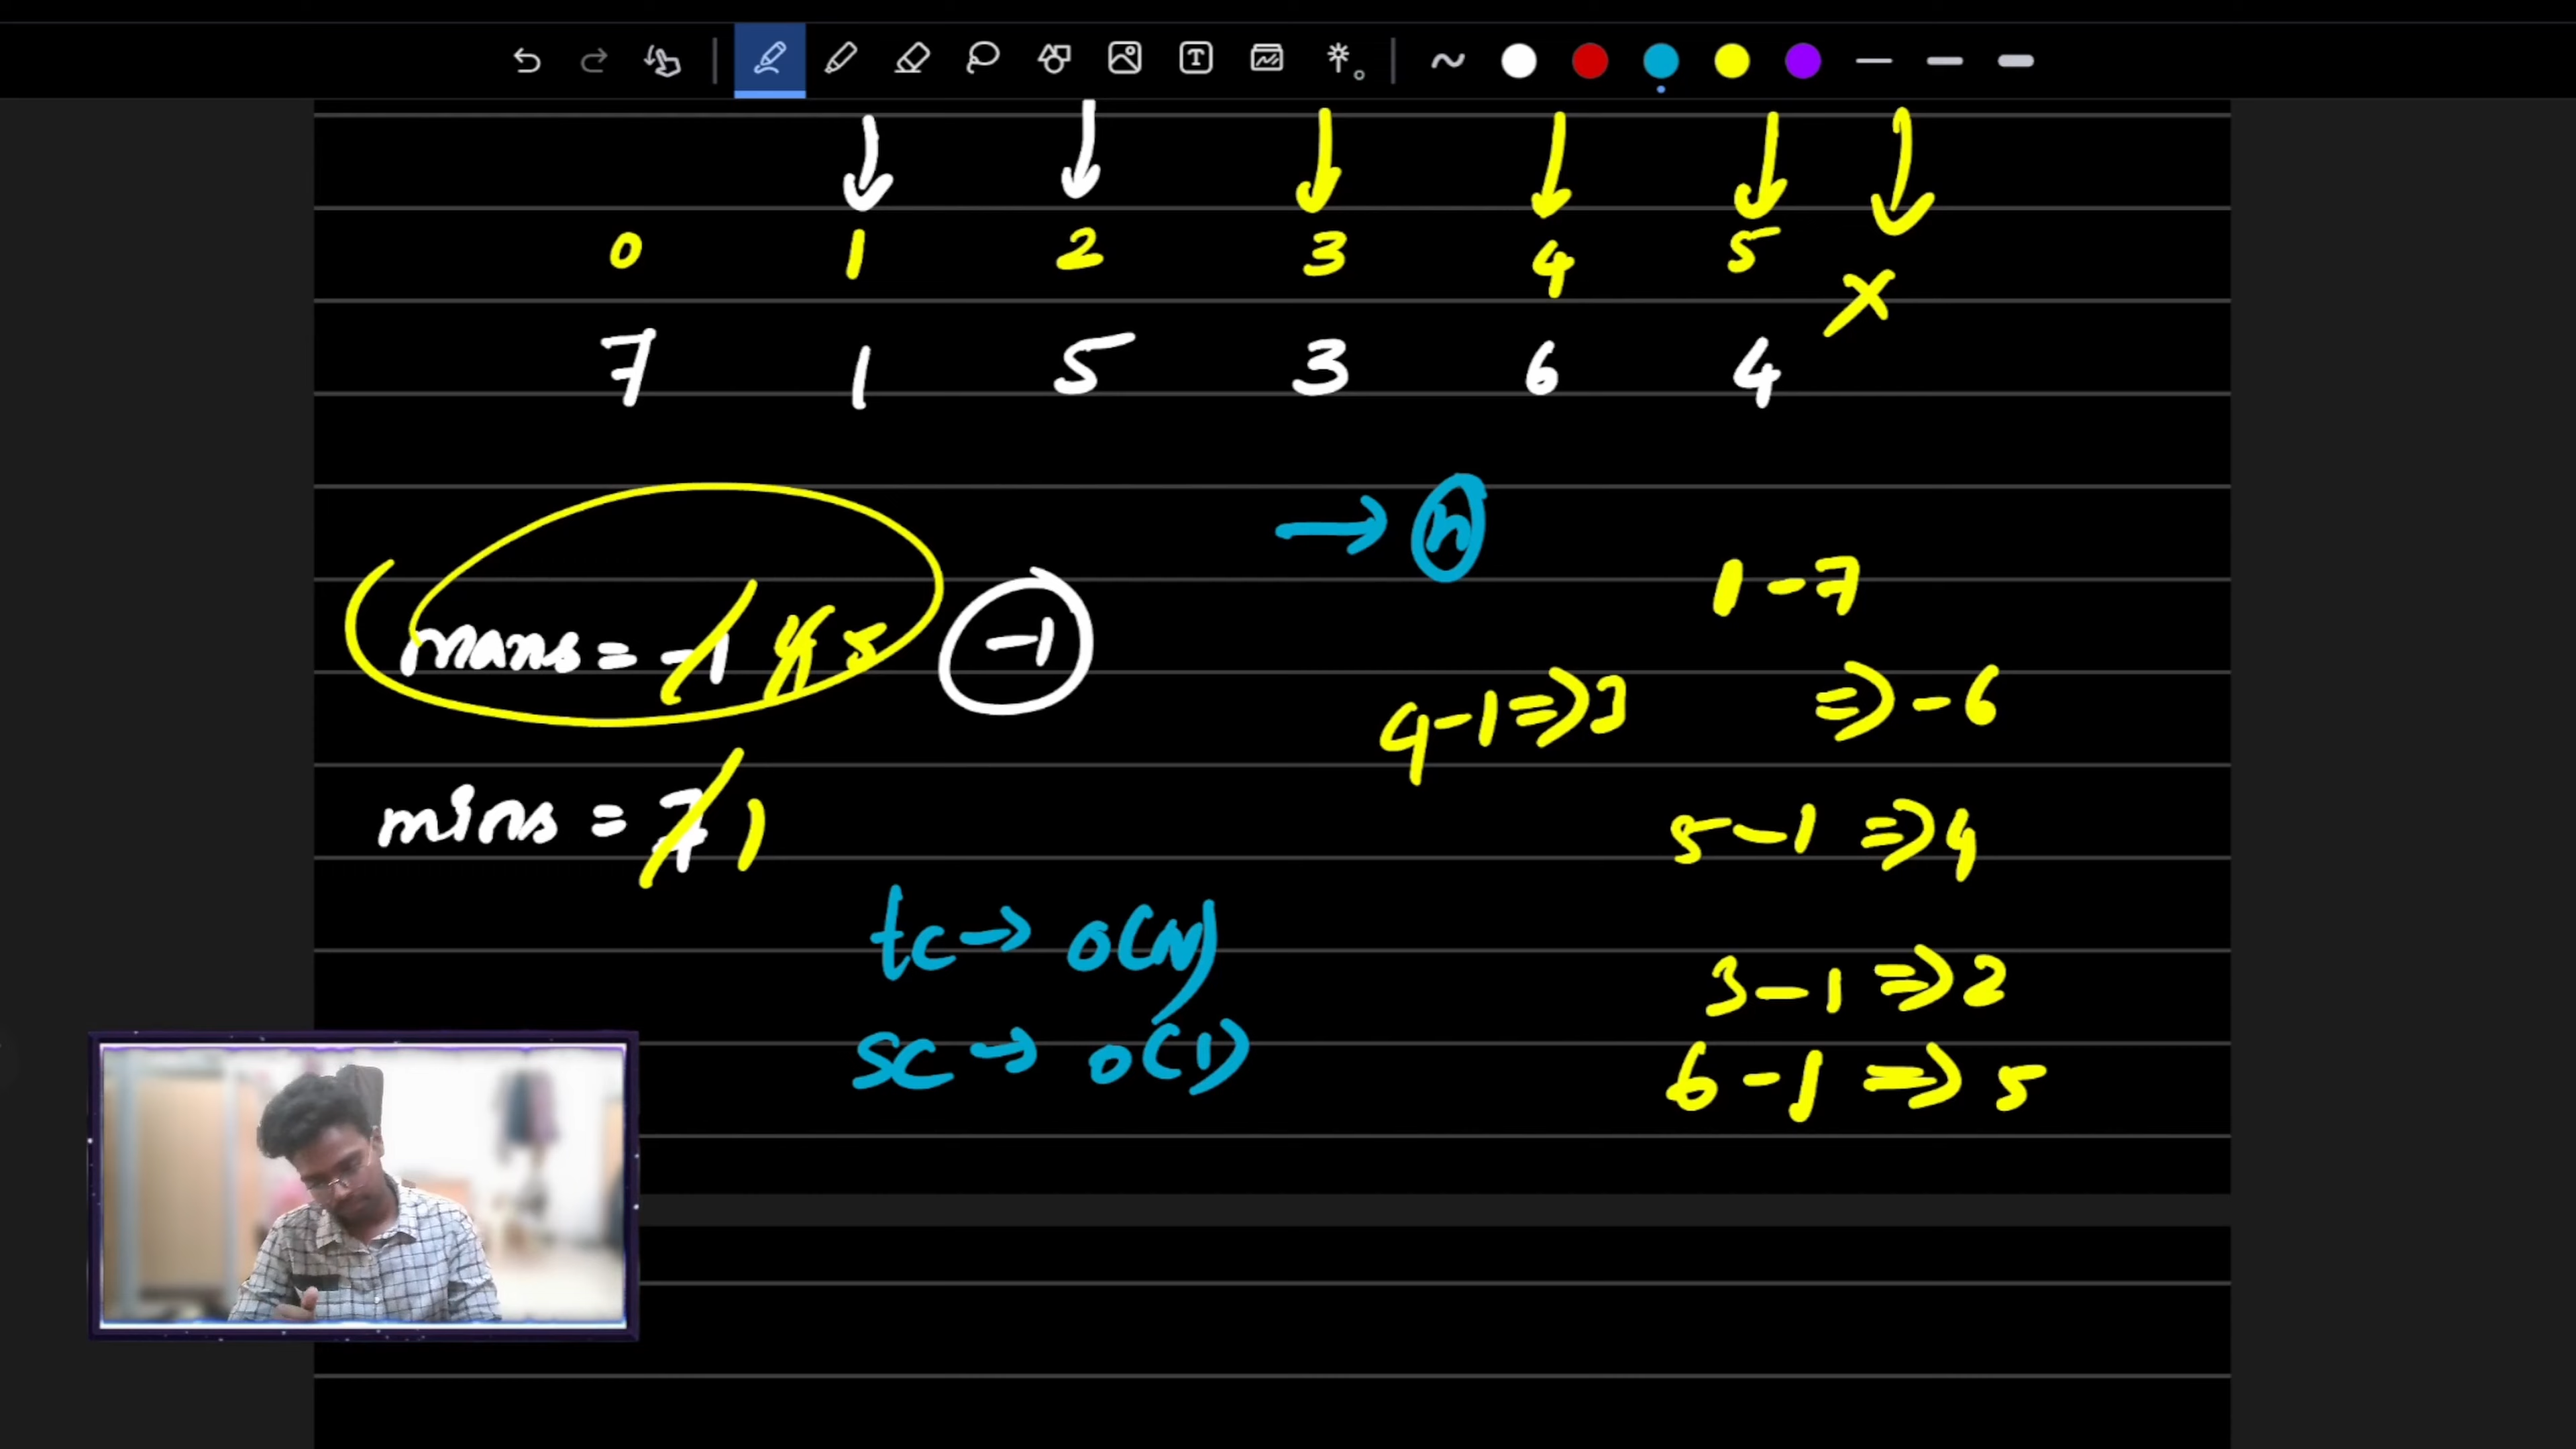 0 1 2 3 4 5 x
7 1 5 3 6 4
→ n
1 - 7
mans = -1 4 5 -1
4 - 1 => 3 => - 6
mins = 7 1
5 - 1 => 4
tc → o(N)
3 - 1 => 2
sc → o(1)
6 - 1 => 5